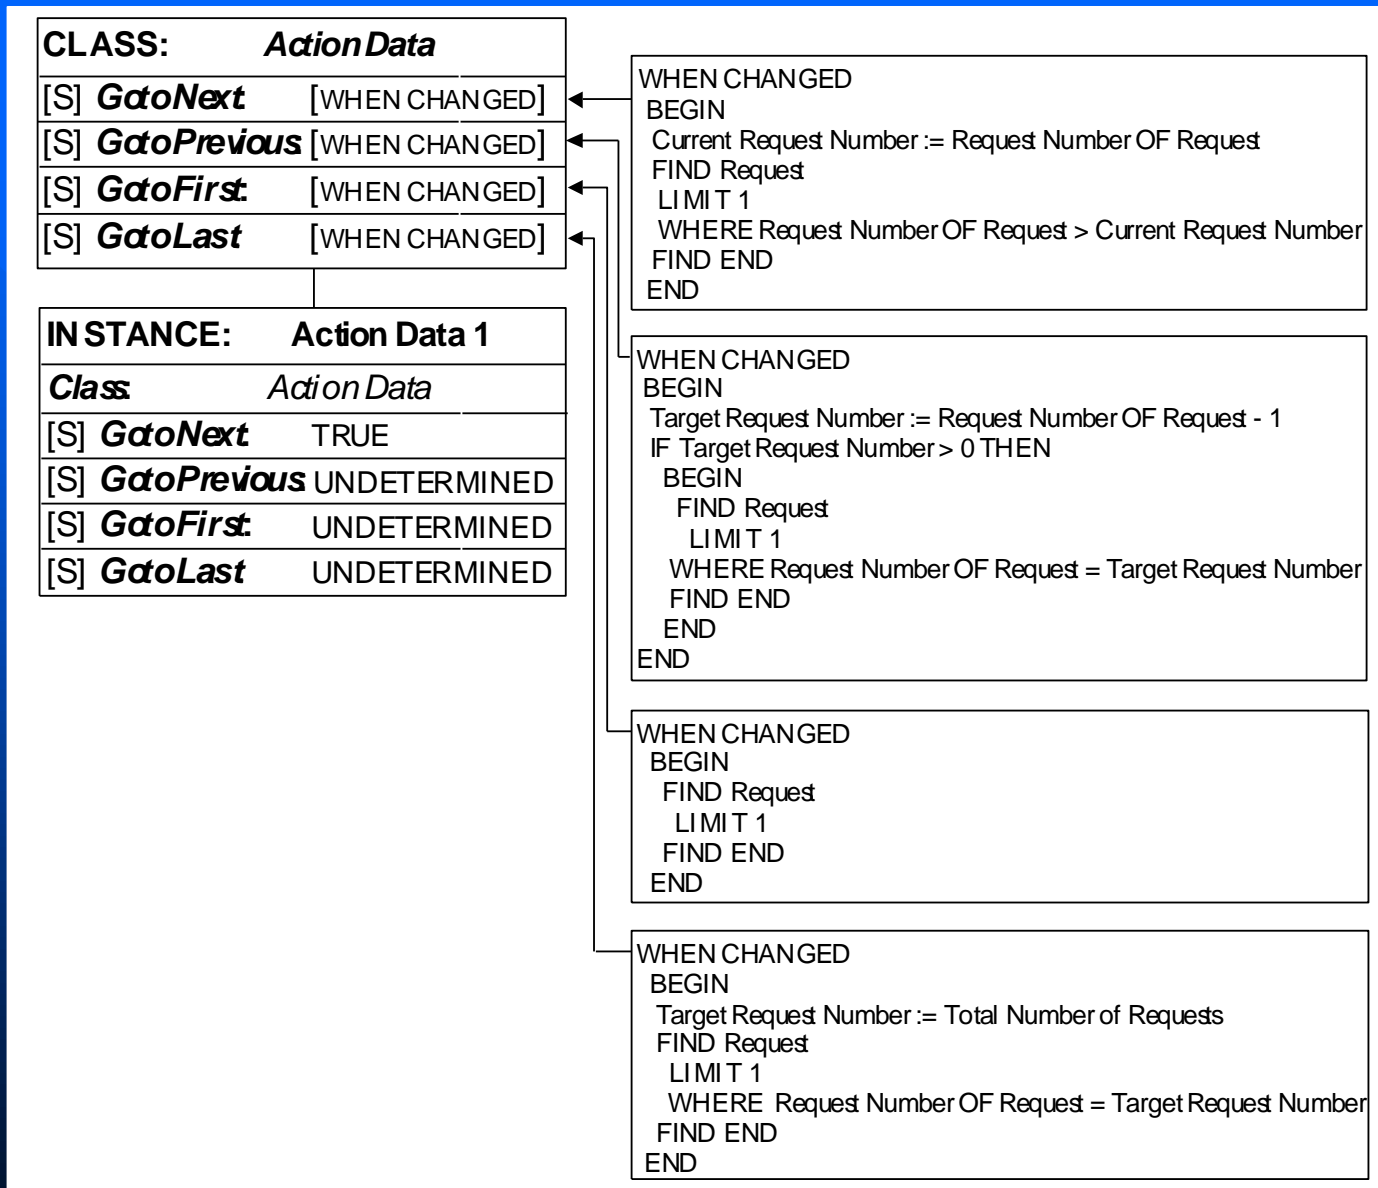 CLASS: Action Data
[S] GotoNext: [WHEN CHANGED]
[S] GotoPrevious: [WHEN CHANGED]
[S] GotoFirst: [WHEN CHANGED]
[S] GotoLast [WHEN CHANGED]
INSTANCE: Action Data 1
Class: Action Data
[S] GotoNext: TRUE
[S] GotoPrevious: UNDETERMINED
[S] GotoFirst: UNDETERMINED
[S] GotoLast UNDETERMINED
WHEN CHANGED
BEGIN
Current Request Number := Request Number OF Request
FIND Request
LIMIT 1
WHERE Request Number OF Request > Current Request Number
FIND END
END
WHEN CHANGED
BEGIN
Target Request Number := Request Number OF Request - 1
IF Target Request Number > 0 THEN
BEGIN
FIND Request
LIMIT 1
WHERE Request Number OF Request = Target Request Number
FIND END
END
END
WHEN CHANGED
BEGIN
FIND Request
LIMIT 1
FIND END
END
WHEN CHANGED
BEGIN
Target Request Number := Total Number of Requests
FIND Request
LIMIT 1
WHERE Request Number OF Request = Target Request Number
FIND END
END